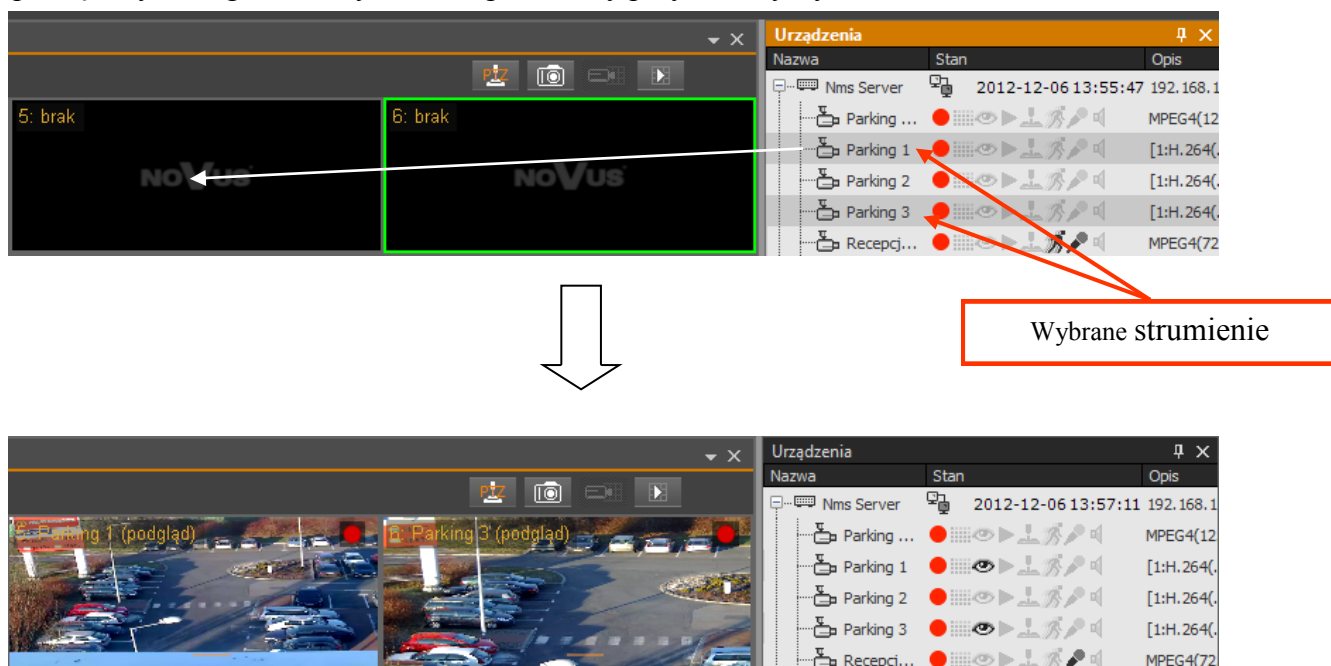 Urządzenia
Nazwa Stan Opis
PTZ
Nms Server 2012-12-06 13:55:47 192.168.1
5: brak
6: brak
Parking ... MPEG4(12
Parking 1 [1:H.264(.
NOVUS
NOVUS
Parking 2 [1:H.264(.
Parking 3 [1:H.264(.
Recepcj... MPEG4(72
Wybrane strumienie
Urządzenia
Nazwa Stan Opis
PTZ
Nms Server 2012-12-06 13:57:11 192.168.1
5: Parking 1 (podgląd)
6: Parking 3 (podgląd)
Parking ... MPEG4(12
Parking 1 [1:H.264(.
Parking 2 [1:H.264(.
Parking 3 [1:H.264(.
Recepcj... MPEG4(72